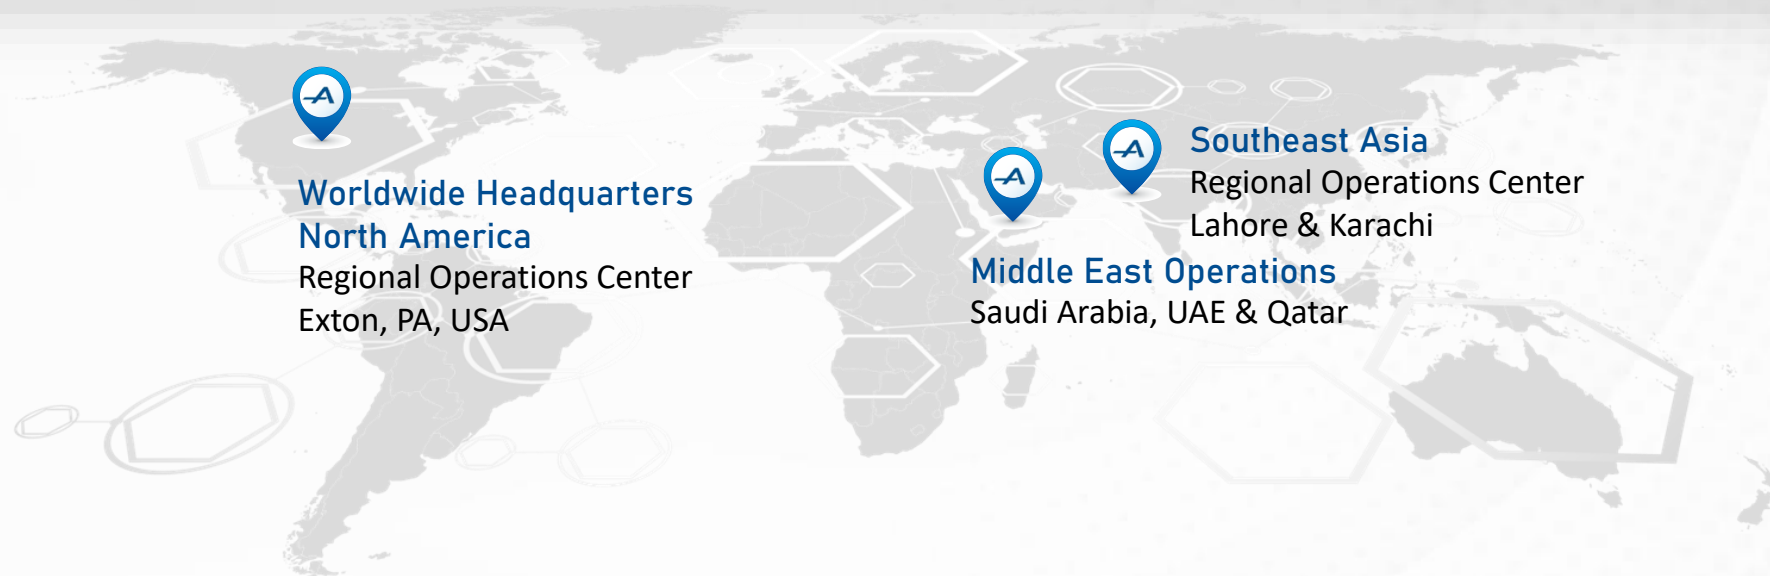 Worldwide Headquarters
North America
Regional Operations Center
Exton, PA, USA
Southeast Asia
Regional Operations Center
Lahore & Karachi
Middle East Operations
Saudi Arabia, UAE & Qatar